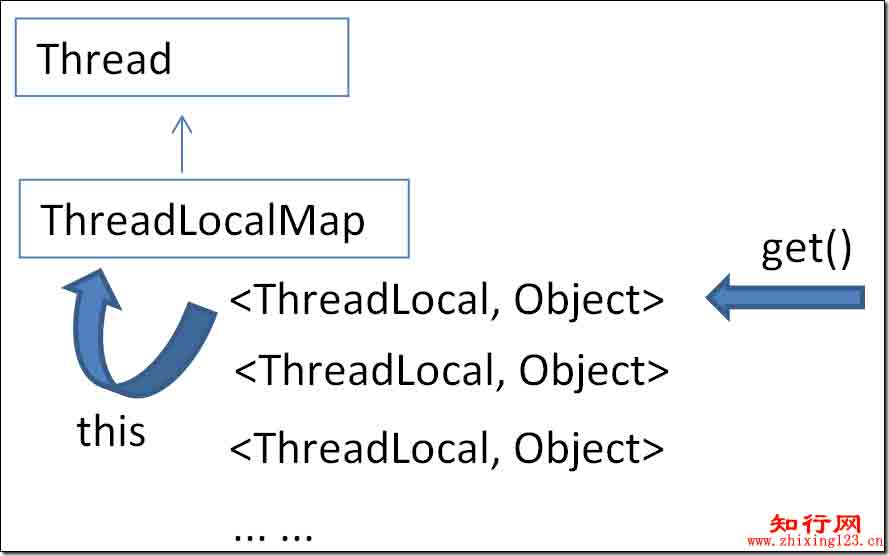 Thread
ThreadLocalMap
get()
<ThreadLocal, Object>
<ThreadLocal, Object>
this
<ThreadLocal, Object>
... ...
知行网
www.zhixing123.cn